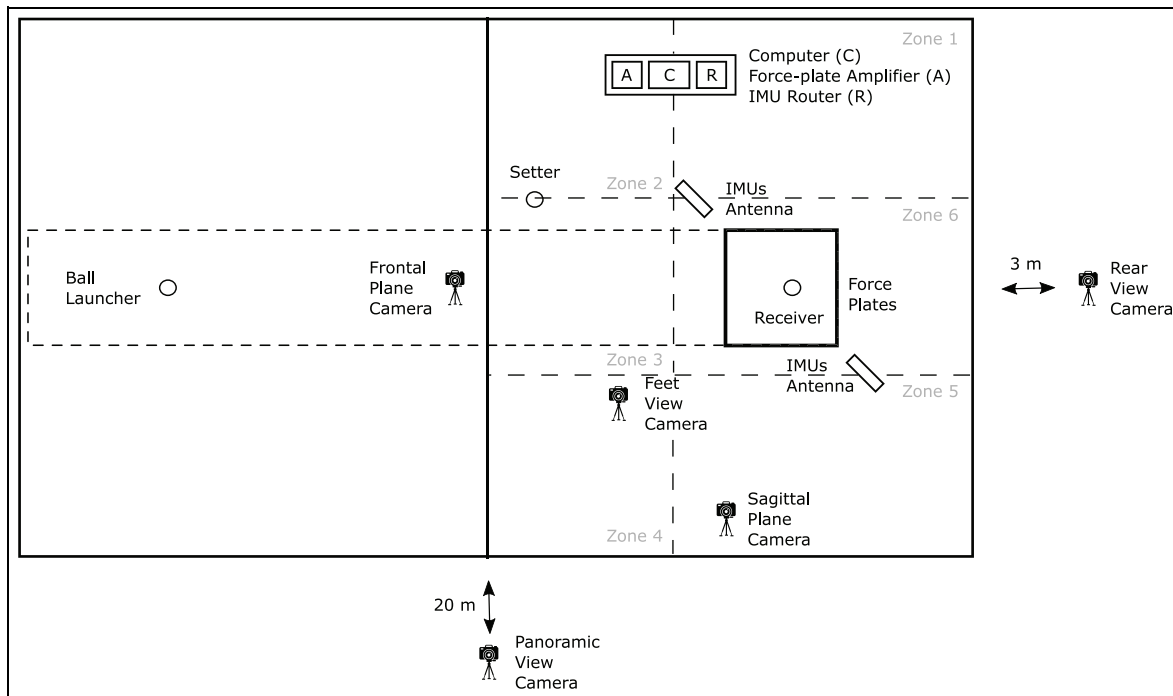 Zone 1
Computer (C)
Force-plate Amplifier (A)
IMU Router (R)
A
C
R
Setter
Zone 2
IMUs
Antenna
Zone 6
Ball
Launcher
Frontal
Plane
Camera
Receiver
Force
Plates
3 m
Rear
View
Camera
Zone 3
IMUs
Antenna
Zone 5
Feet
View
Camera
Sagittal
Plane
Camera
Zone 4
20 m
Panoramic
View
Camera